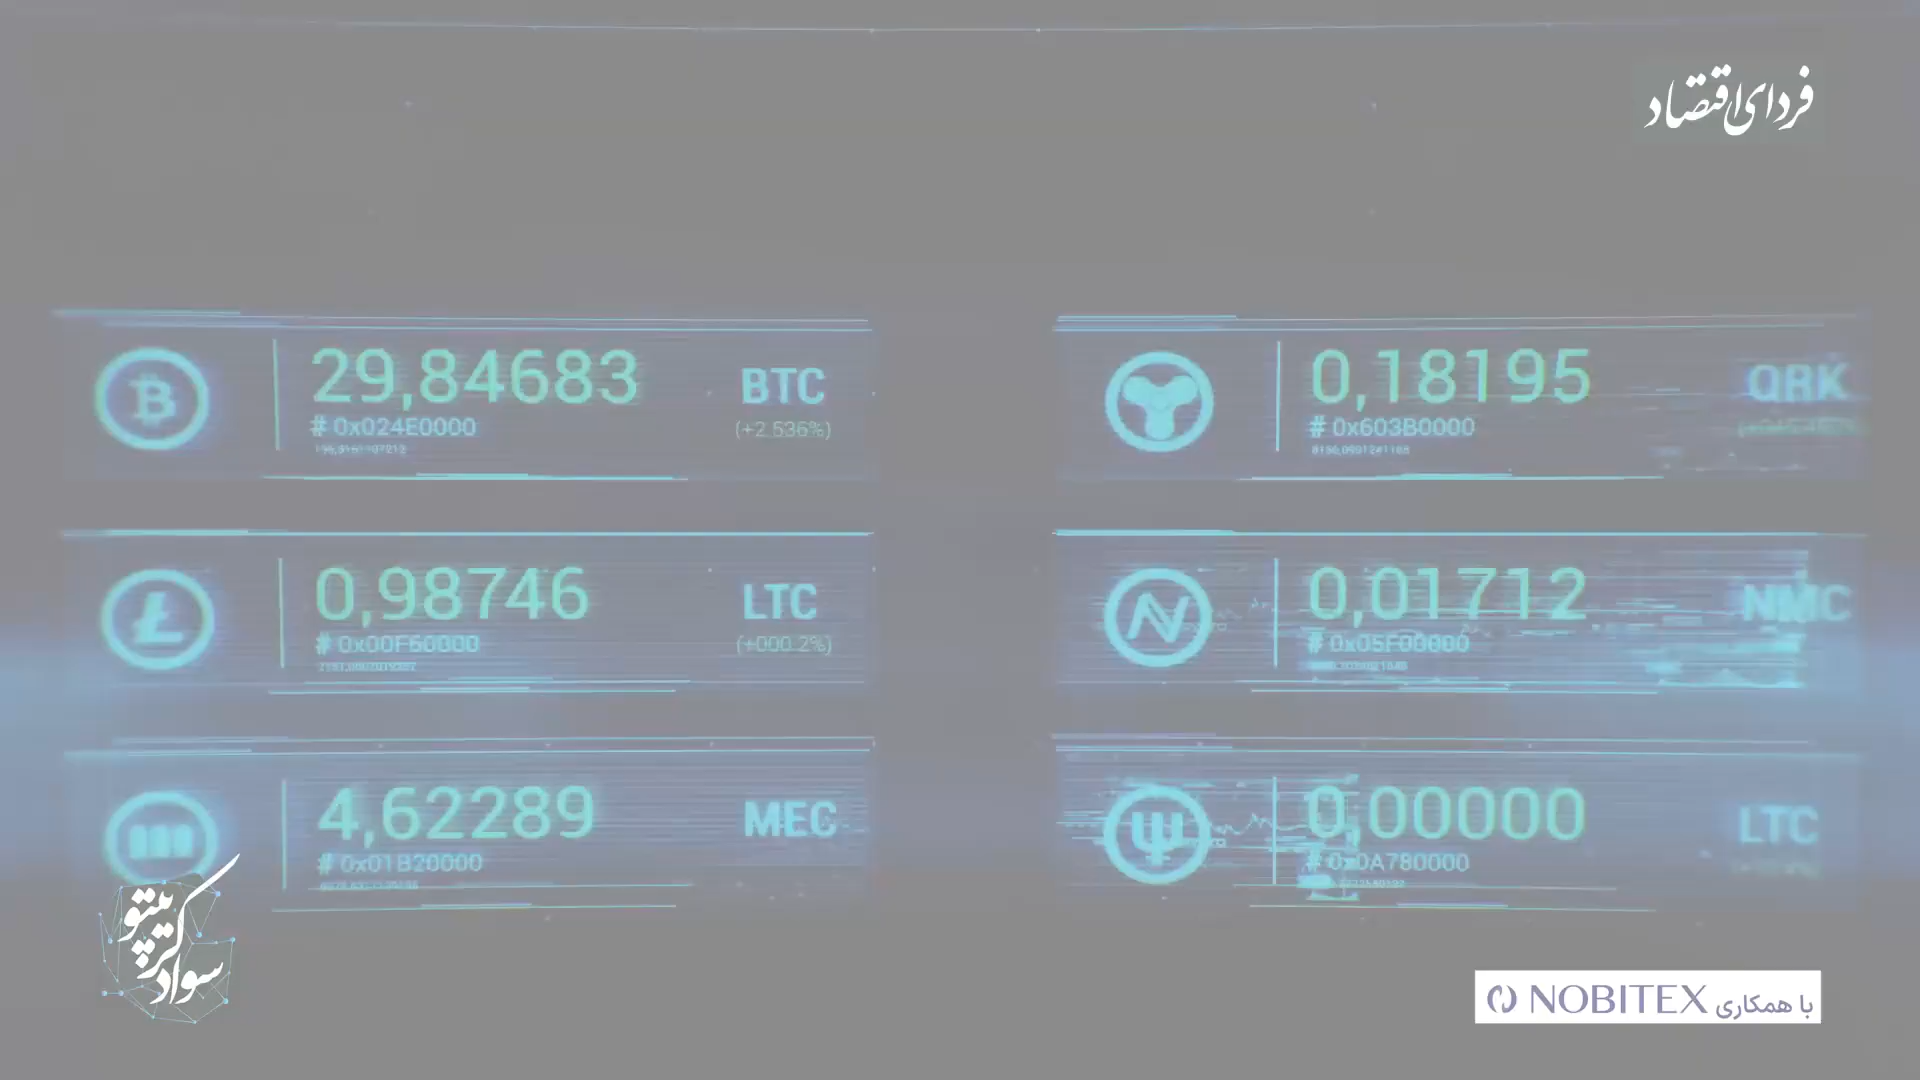 فردای اقتصاد
29,84683
BTC
# 0x024E0000
(+2.536%)
0,18195
QRK
# 0x603B0000
0,98746
LTC
# 0x00F60000
(+000.2%)
0,01712
NMC
# 0x05F00000
4,62289
MEC
# 0x01B20000
0,00000
LTC
# 0x0A780000
سواد کریپتو
با همکاری NOBITEX